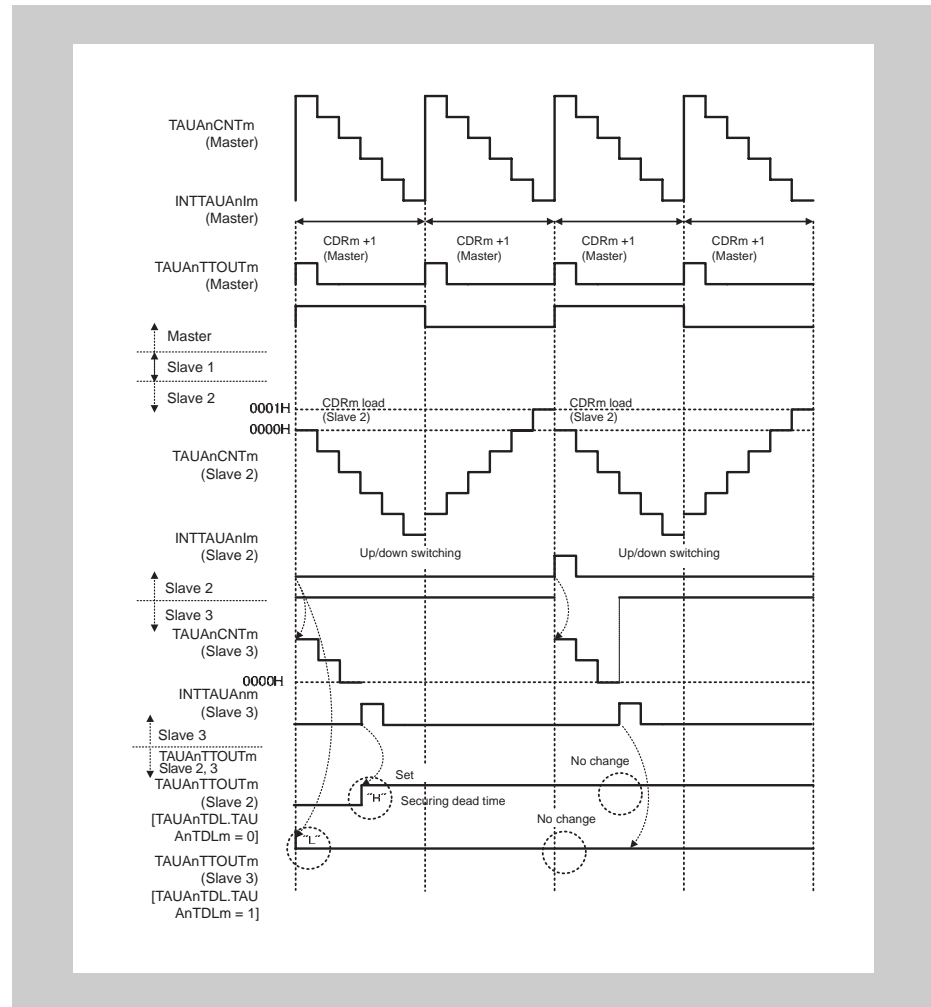 TAUAnCNTm
(Master)
INTTAUAnIm
(Master)
CDRm +1
(Master)
CDRm +1
(Master)
CDRm +1
(Master)
CDRm +1
(Master)
TAUAnTTOUTm
(Master)
Master
Slave 1
Slave 2
0001H
CDRm load
(Slave 2)
CDRm load
(Slave 2)
0000H
TAUAnCNTm
(Slave 2)
INTTAUAnIm
(Slave 2)
Up/down switching
Up/down switching
Slave 2
Slave 3
TAUAnCNTm
(Slave 3)
0000H
INTTAUAnm
(Slave 3)
Slave 3
TAUAnTTOUTm
Slave 2, 3
No change
Set
TAUAnTTOUTm
(Slave 2)
[TAUAnTDL.TAU
AnTDLm = 0]
"H"
Securing dead time
No change
"L"
TAUAnTTOUTm
(Slave 3)
[TAUAnTDL.TAU
AnTDLm = 1]